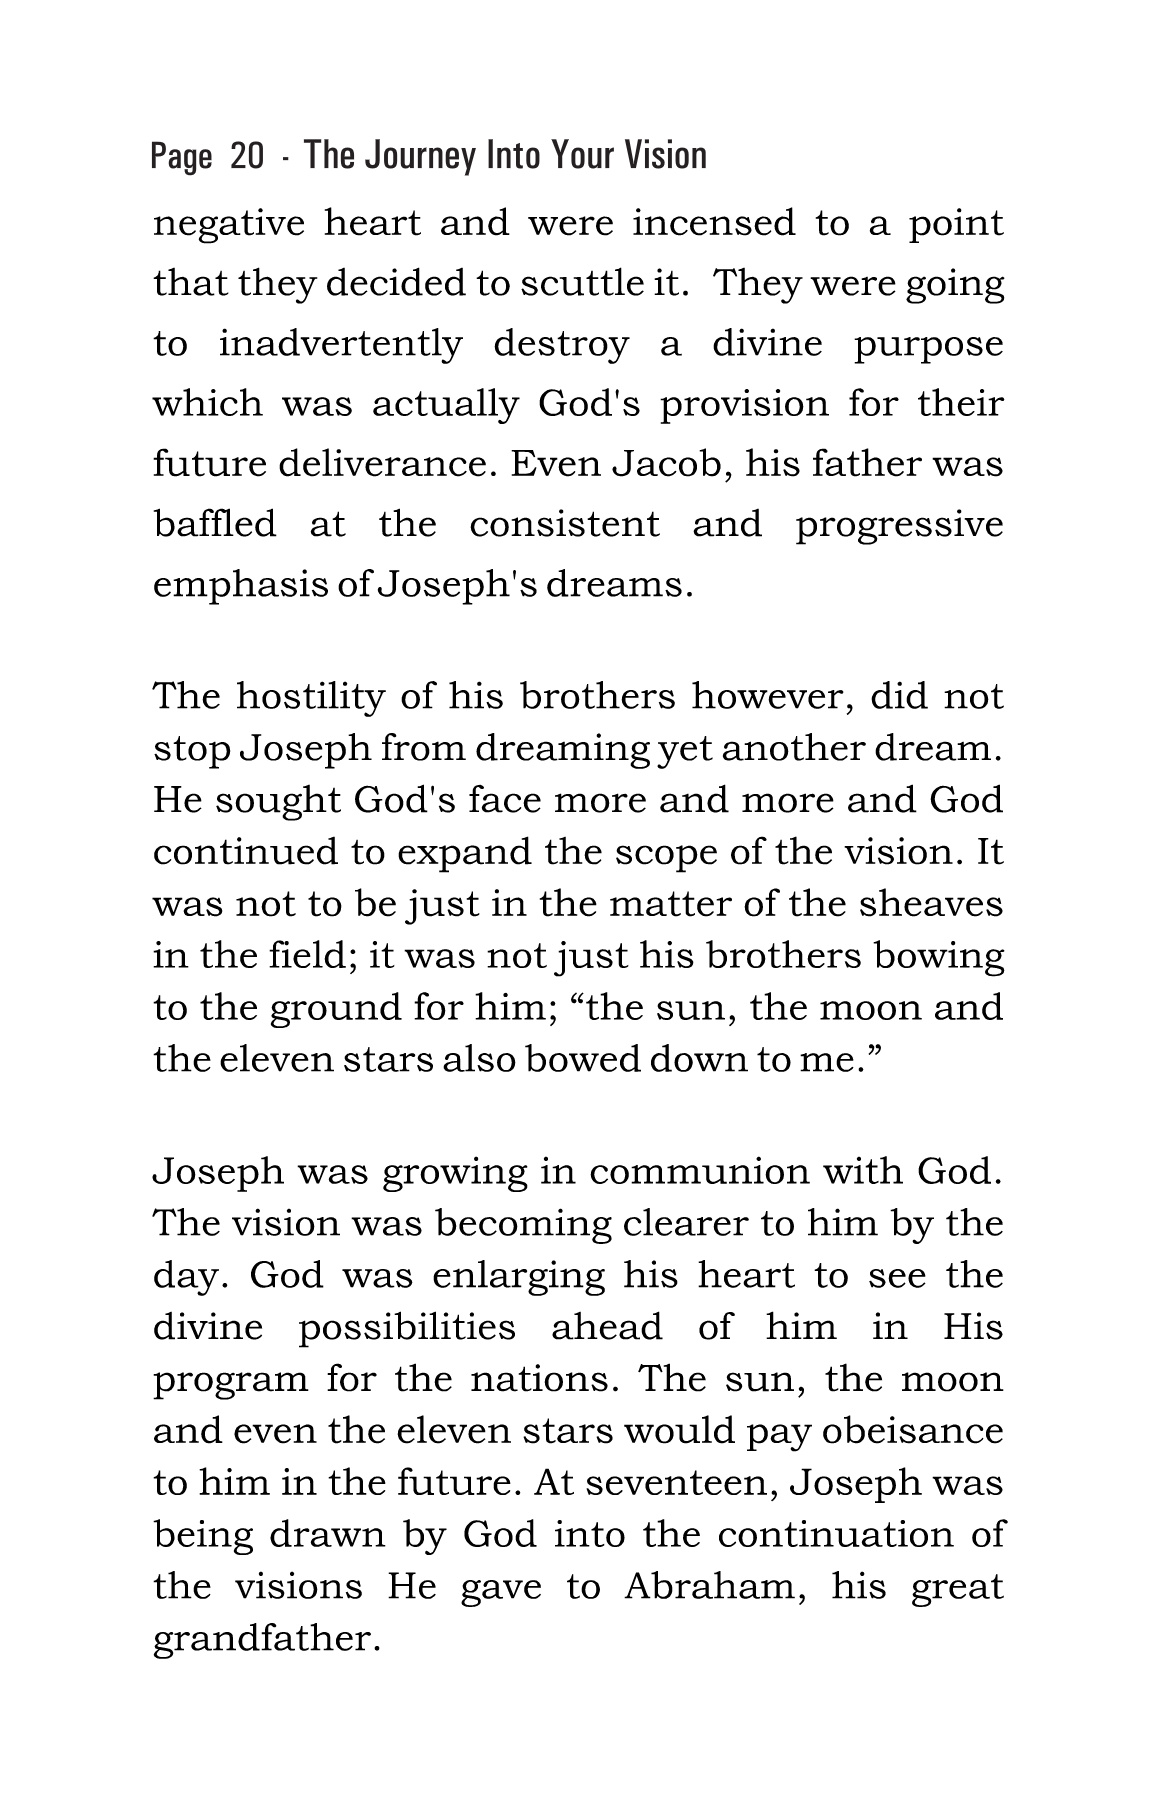 Page 20 - The Journey Into Your Vision
negative heart and were incensed to a point
that they decided to scuttle it. They were going
to inadvertently destroy a divine purpose
which was actually God's provision for their
future deliverance. Even Jacob, his father was
baffled at the consistent and progressive
emphasis of Joseph's dreams.
The hostility of his brothers however, did not
stop Joseph from dreaming yet another dream.
He sought God's face more and more and God
continued to expand the scope of the vision. It
was not to be just in the matter of the sheaves
in the field; it was not just his brothers bowing
to the ground for him; “the sun, the moon and
the eleven stars also bowed down to me.”
Joseph was growing in communion with God.
The vision was becoming clearer to him by the
day. God was enlarging his heart to see the
divine possibilities ahead of him in His
program for the nations. The sun, the moon
and even the eleven stars would pay obeisance
to him in the future. At seventeen, Joseph was
being drawn by God into the continuation of
the visions He gave to Abraham, his great
grandfather.